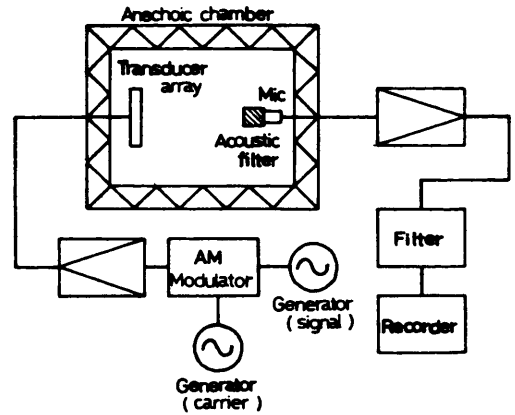 Anechoic chamber
Transducer
array
Mic
Acoustic
filter
Filter
Recorder
AM
Modulator
Generator
( signal )
Generator
( carrier )